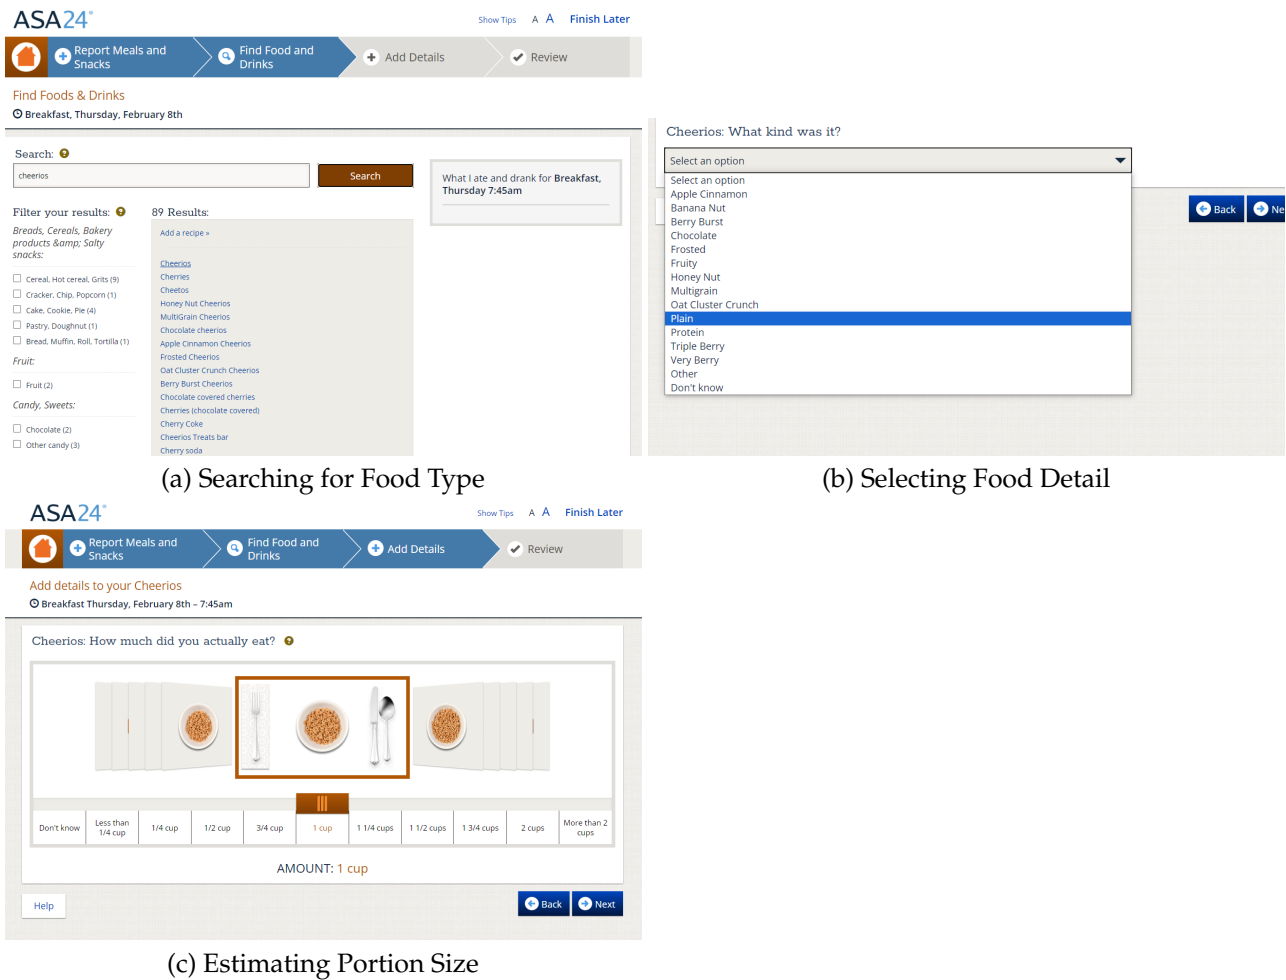 ASA24®
Show Tips A A Finish Later
Report Meals and
Snacks
Find Food and
Drinks
Add Details
Review
Find Foods & Drinks
Breakfast, Thursday, February 8th
Search: ?
cheerios
Search
What I ate and drank for Breakfast,
Thursday 7:45am
Filter your results: ?
Breads, Cereals, Bakery
products &amp; Salty
snacks:
Cereal, Hot cereal, Grits (9)
Cracker, Chip, Popcorn (1)
Cake, Cookie, Pie (4)
Pastry, Doughnut (1)
Bread, Muffin, Roll, Tortilla (1)
Fruit:
Fruit (2)
Candy, Sweets:
Chocolate (2)
Other candy (3)
89 Results:
Add a recipe »
Cheerios
Cherries
Cheetos
Honey Nut Cheerios
MultiGrain Cheerios
Chocolate cheerios
Apple Cinnamon Cheerios
Frosted Cheerios
Oat Cluster Crunch Cheerios
Berry Burst Cheerios
Chocolate covered cherries
Cherries (chocolate covered)
Cherry Coke
Cheerios Treats bar
Cherry soda
(a) Searching for Food Type
Cheerios: What kind was it?
Select an option
Select an option
Apple Cinnamon
Banana Nut
Berry Burst
Chocolate
Frosted
Fruity
Honey Nut
Multigrain
Oat Cluster Crunch
Plain
Protein
Triple Berry
Very Berry
Other
Don't know
Back
Ne
(b) Selecting Food Detail
ASA24®
Show Tips A A Finish Later
Report Meals and
Snacks
Find Food and
Drinks
Add Details
Review
Add details to your Cheerios
Breakfast Thursday, February 8th – 7:45am
Cheerios: How much did you actually eat? ?
Don't know
Less than
1/4 cup
1/4 cup
1/2 cup
3/4 cup
1 cup
1 1/4 cups
1 1/2 cups
1 3/4 cups
2 cups
More than 2
cups
AMOUNT: 1 cup
Help
Back
Next
(c) Estimating Portion Size